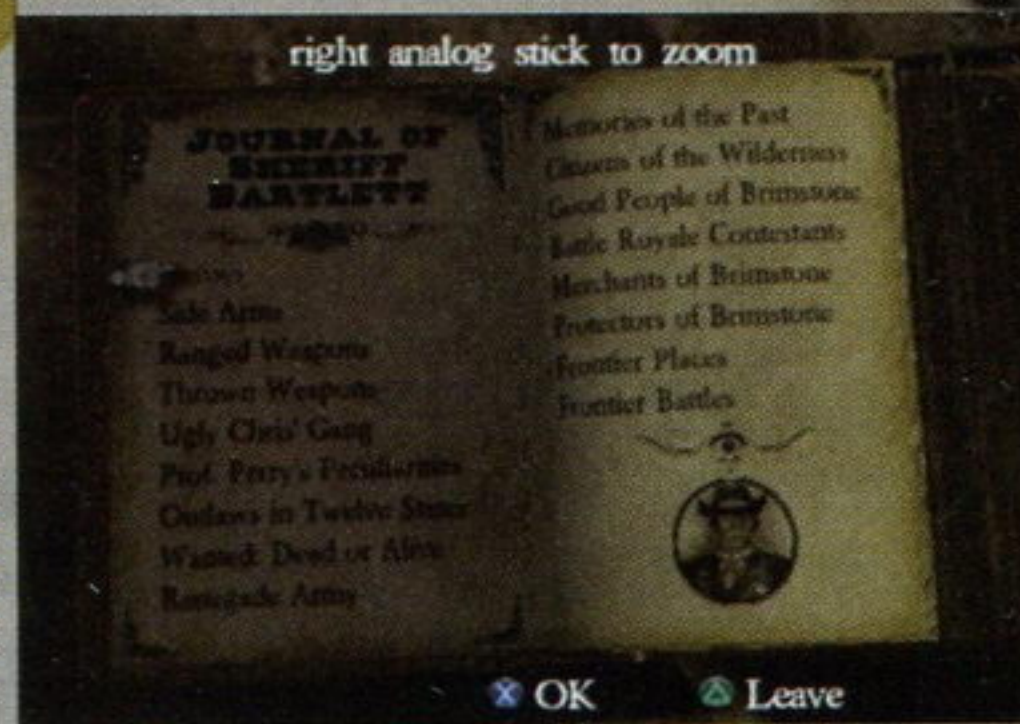 right analog stick to zoom
JOURNAL OF
SHERIFF
BARTLETT
Side Arms
Ranged Weapons
Thrown Weapons
Ugly Chris' Gang
Prof. Perry's Peculiarities
Outlaws in Twelve States
Wanted: Dead or Alive
Renegade Army
Memories of the Past
Citizens of the Wilderness
Good People of Brimstone
Battle Royale Contestants
Merchants of Brimstone
Protectors of Brimstone
Frontier Places
Frontier Battles
X OK
Leave